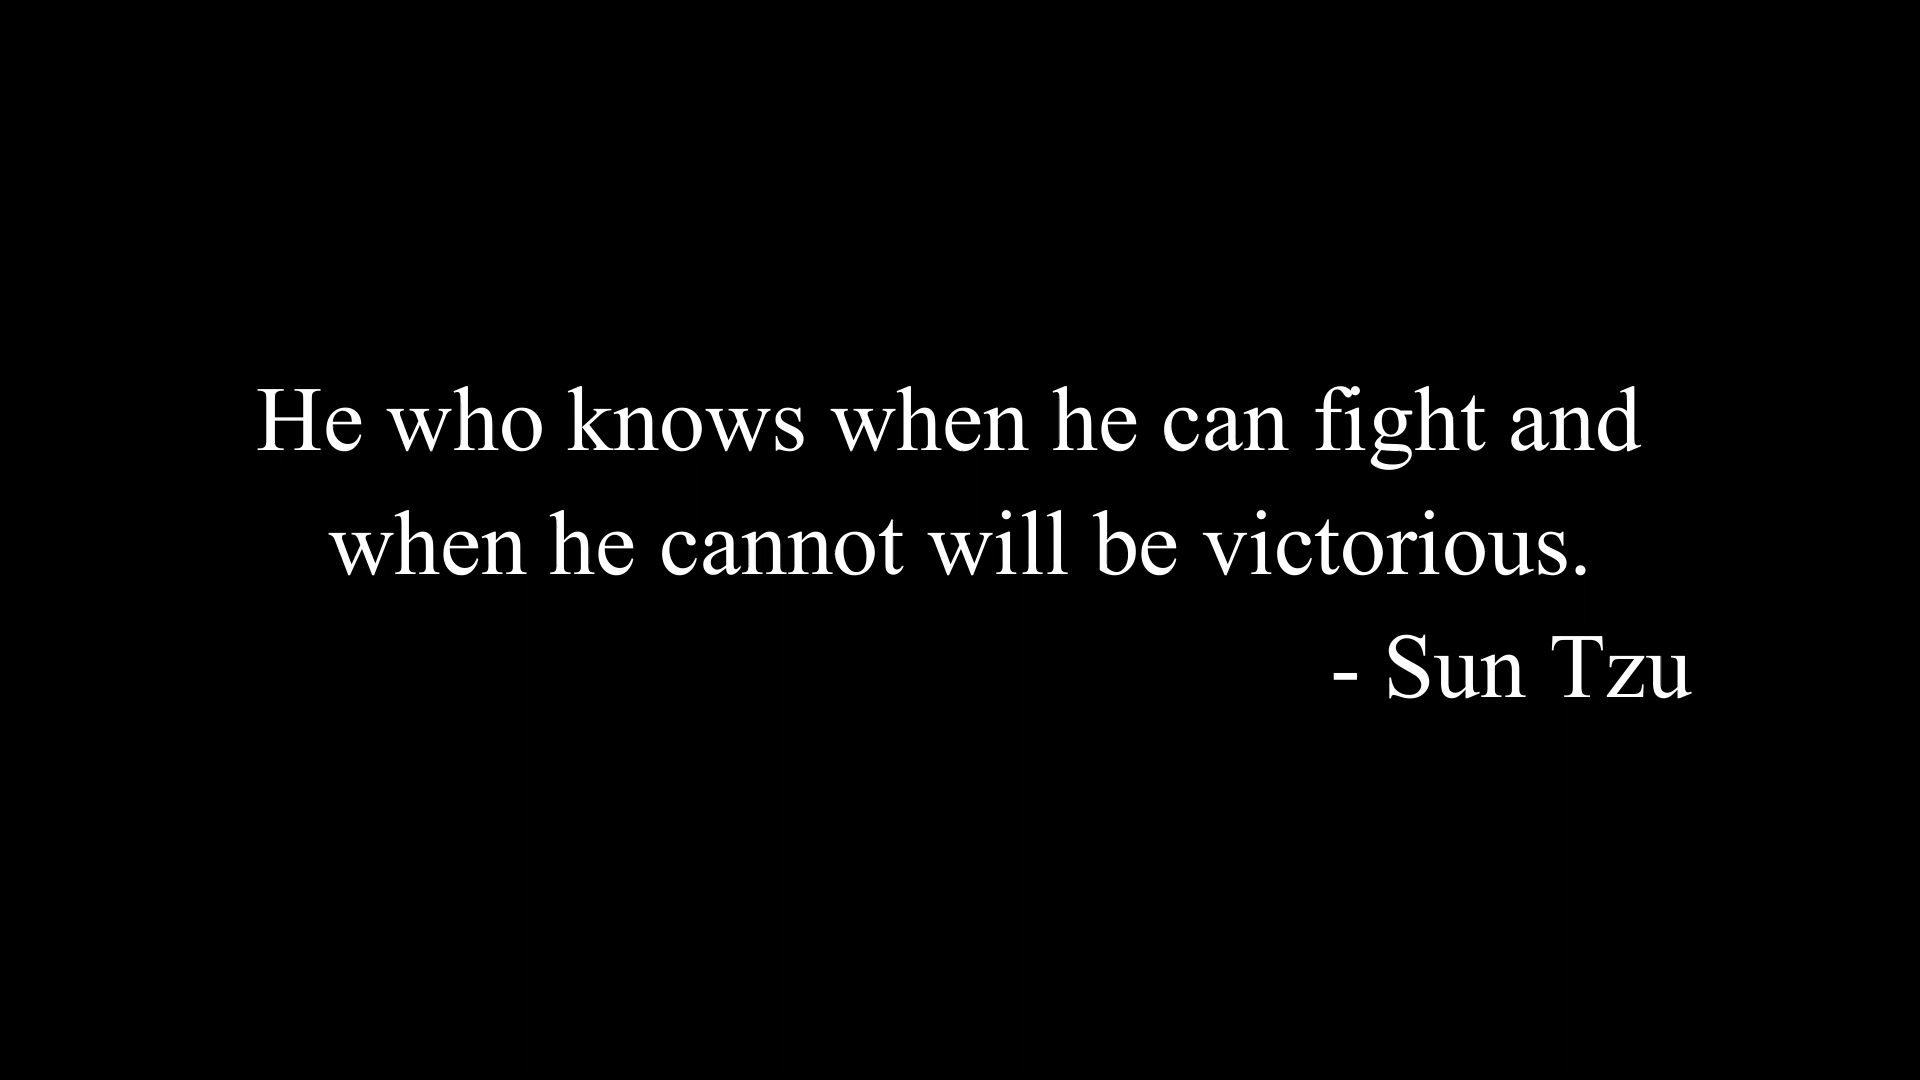 He who knows when he can fight and
when he cannot will be victorious.
- Sun Tzu